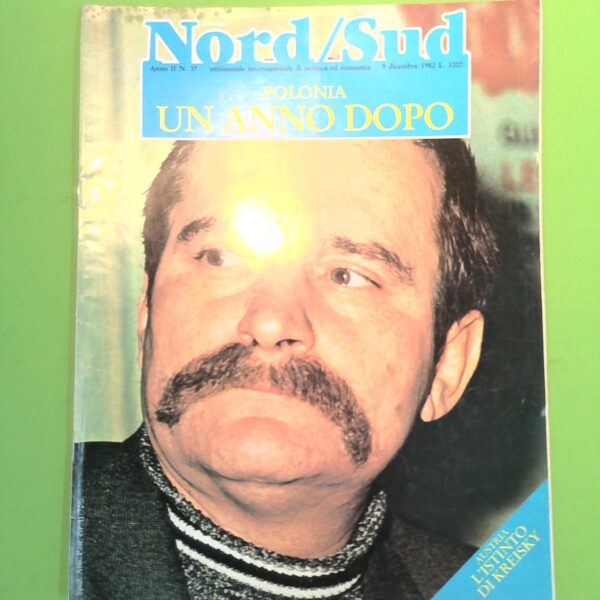 Nord/Sud
Anno II N. 37 settimanale internazionale di politica ed economia 9 dicembre 1982 L. 1000
POLONIA
UN ANNO DOPO
AUSTRIA
L'ISTINTO
DI KREISKY